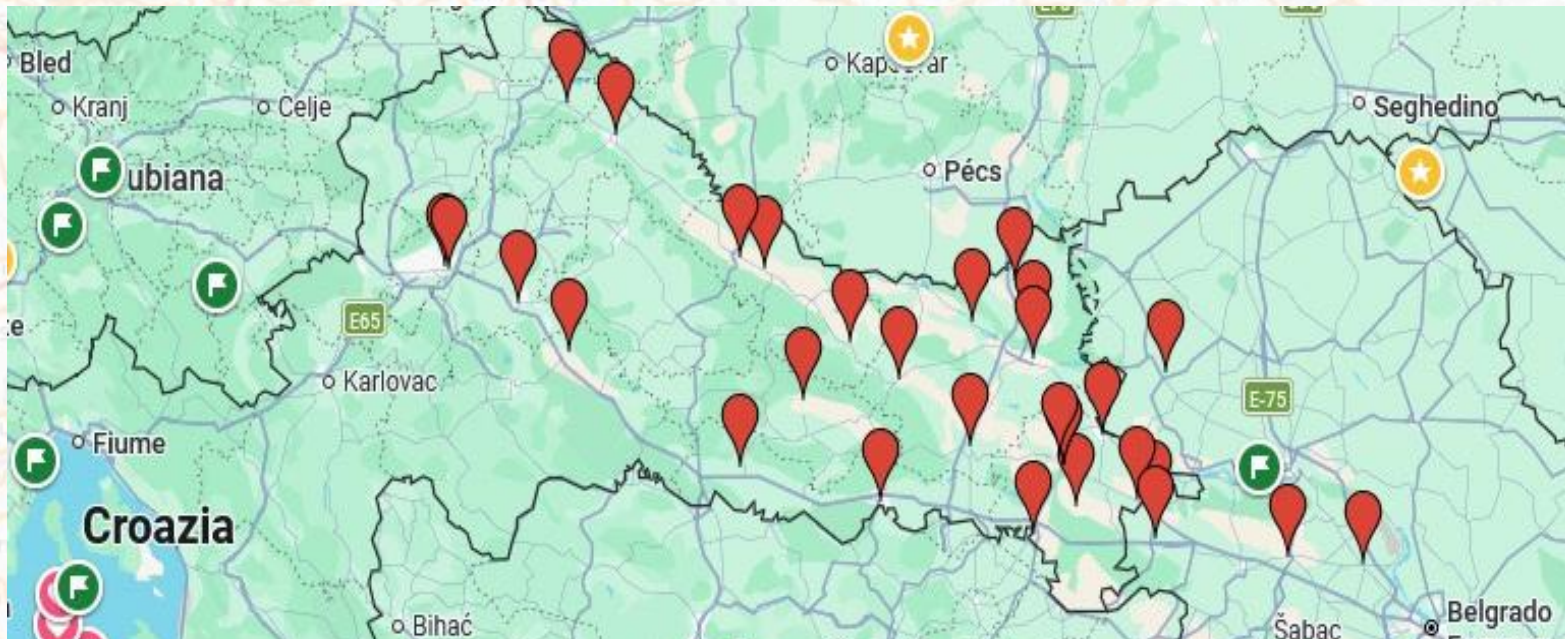 Bled
Kranj
Celje
ubiana
Seghedino
Pécs
E65
Karlovac
E-75
Fiume
Croazia
Bihać
Šabac
Belgrado